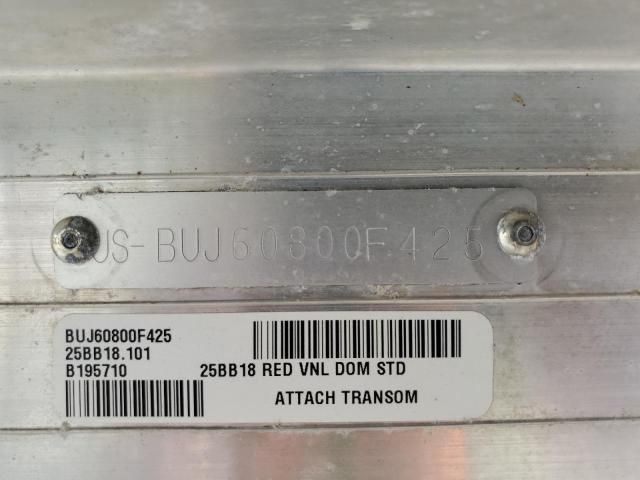 US-BUJ60800F425
BUJ60800F425
25BB18.101
B195710
25BB18 RED VNL DOM STD
ATTACH TRANSOM